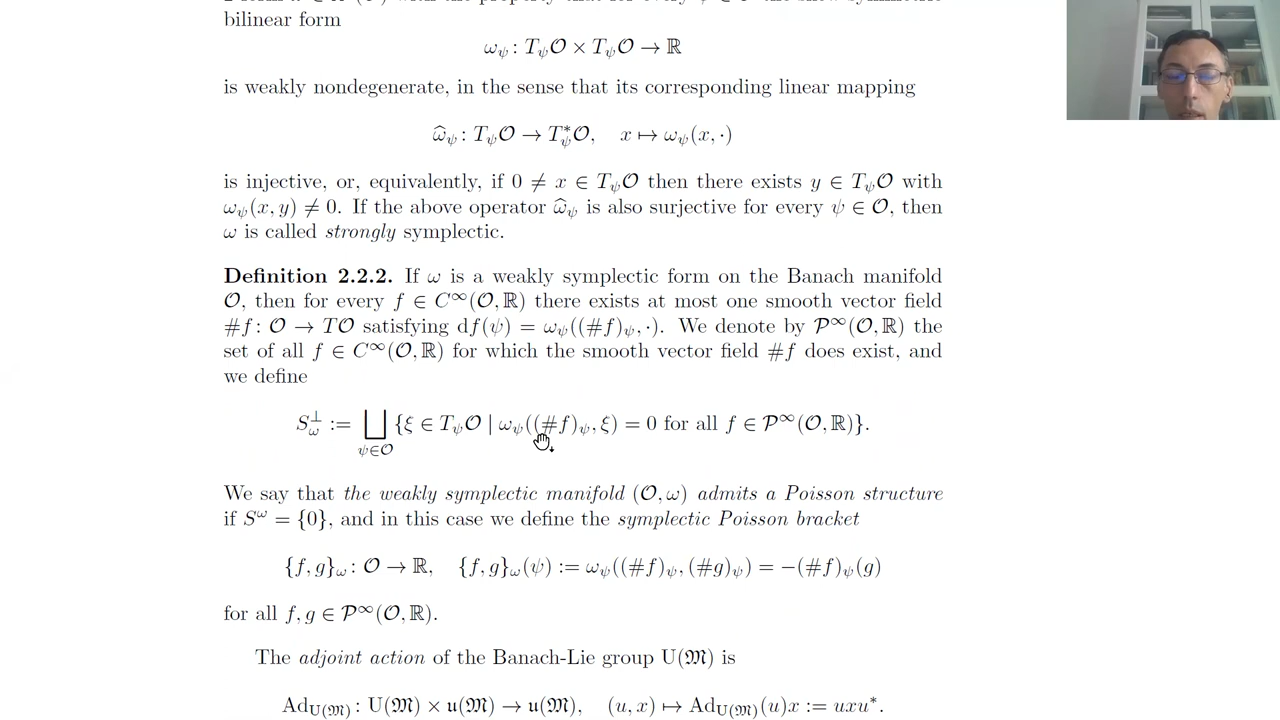 bilinear form
ω_ψ : T_ψO × T_ψO → ℝ
is weakly nondegenerate, in the sense that its corresponding linear mapping
ω̂_ψ : T_ψO → T*_ψO, x ↦ ω_ψ(x, ·)
is injective, or, equivalently, if 0 ≠ x ∈ T_ψO then there exists y ∈ T_ψO with
ω_ψ(x, y) ≠ 0. If the above operator ω̂_ψ is also surjective for every ψ ∈ O, then
ω is called strongly symplectic.
Definition 2.2.2. If ω is a weakly symplectic form on the Banach manifold
O, then for every f ∈ C^∞(O, ℝ) there exists at most one smooth vector field
#f : O → TO satisfying df(ψ) = ω_ψ((#f)_ψ, ·). We denote by P^∞(O, ℝ) the
set of all f ∈ C^∞(O, ℝ) for which the smooth vector field #f does exist, and
we define
S_ω^⊥ := ⨆_{ψ∈O} {ξ ∈ T_ψO | ω_ψ((#f)_ψ, ξ) = 0 for all f ∈ P^∞(O, ℝ)}.
We say that the weakly symplectic manifold (O, ω) admits a Poisson structure
if S^ω = {0}, and in this case we define the symplectic Poisson bracket
{f, g}_ω : O → ℝ, {f, g}_ω(ψ) := ω_ψ((#f)_ψ, (#g)_ψ) = −(#f)_ψ(g)
for all f, g ∈ P^∞(O, ℝ).
The adjoint action of the Banach-Lie group U(𝔐) is
Ad_{U(𝔐)} : U(𝔐) × 𝔲(𝔐) → 𝔲(𝔐), (u, x) ↦ Ad_{U(𝔐)}(u)x := uxu*.